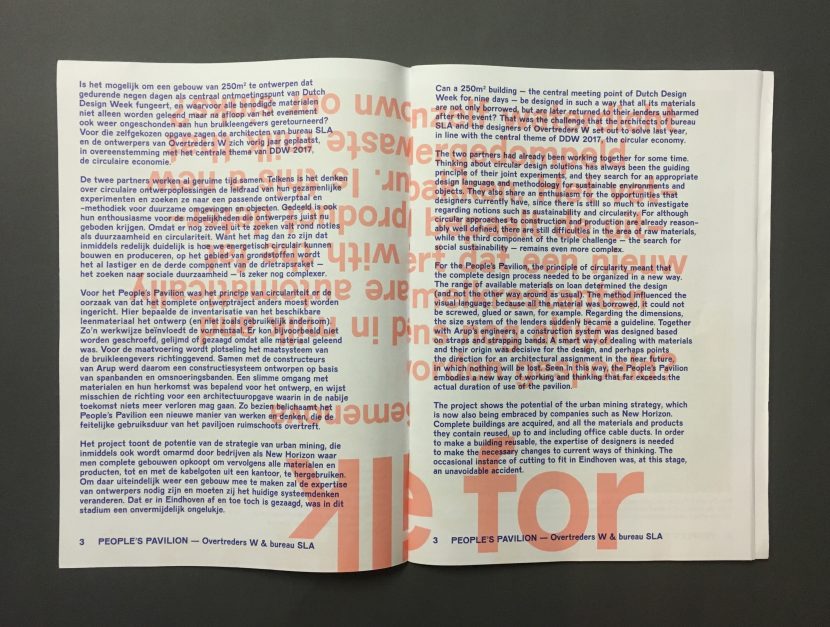 Is het mogelijk om een gebouw van 250m² te ontwerpen dat
gedurende negen dagen als centraal ontmoetingspunt van Dutch
Design Week fungeert, en waarvoor alle benodigde materialen
niet alleen worden geleend maar na afloop van het evenement
ook weer ongeschonden aan hun bruikleengevers geretourneerd?
Voor die zelfgekozen opgave zagen de architecten van bureau SLA
en de ontwerpers van Overtreders W zich vorig jaar geplaatst,
in overeenstemming met het centrale thema van DDW 2017,
de circulaire economie.
De twee partners werken al geruime tijd samen. Telkens is het denken
over circulaire ontwerpoplossingen de leidraad van hun gezamenlijke
experimenten en zoeken ze naar een passende ontwerptaal en
-methodiek voor duurzame omgevingen en objecten. Gedeeld is ook
hun enthousiasme voor de mogelijkheden die ontwerpers juist nu
geboden krijgen. Omdat er nog zoveel uit te zoeken valt rond noties
als duurzaamheid en circulariteit. Want het mag dan zo zijn dat
inmiddels redelijk duidelijk is hoe we energetisch circulair kunnen
bouwen en produceren, op het gebied van grondstoffen wordt
het al lastiger en de derde component van de drietrapsraket —
het zoeken naar sociale duurzaamheid — is zeker nog complexer.
Voor het People's Pavilion was het principe van circulariteit er de
oorzaak van dat het complete ontwerpproject anders moest worden
ingericht. Hier bepaalde de inventarisatie van het beschikbare
leenmateriaal het ontwerp (en niet zoals gebruikelijk andersom).
Zo'n werkwijze beïnvloedt de vormentaal. Er kon bijvoorbeeld niet
worden geschroefd, gelijmd of gezaagd omdat alle materiaal geleend
was. Voor de maatvoering wordt plotseling het maatsysteem van
de bruikleengevers richtinggevend. Samen met de constructeurs
van Arup werd daarom een constructiesysteem ontworpen op basis
van spanbanden en omsnoeringsbanden. Een slimme omgang met
materialen en hun herkomst was bepalend voor het ontwerp, en wijst
misschien de richting voor een architectuuropgave waarin in de nabije
toekomst niets meer verloren mag gaan. Zo bezien belichaamt het
People's Pavilion een nieuwe manier van werken en denken, die de
feitelijke gebruiksduur van het paviljoen ruimschoots overtreft.
Het project toont de potentie van de strategie van urban mining, die
inmiddels ook wordt omarmd door bedrijven als New Horizon waar
men complete gebouwen opkoopt om vervolgens alle materialen en
producten, tot en met de kabelgoten uit een kantoor, te hergebruiken.
Om daar uiteindelijk weer een gebouw mee te maken zal de expertise
van ontwerpers nodig zijn en moeten zij het huidige systeemdenken
veranderen. Dat er in Eindhoven af en toe toch is gezaagd, was in dit
stadium een onvermijdelijk ongelukje.
3 PEOPLE'S PAVILION — Overtreders W & bureau SLA
Can a 250m² building — the central meeting point of Dutch Design
Week for nine days — be designed in such a way that all its materials
are not only borrowed, but are later returned to their lenders unharmed
after the event? That was the challenge that the architects of bureau
SLA and the designers of Overtreders W set out to solve last year,
in line with the central theme of DDW 2017, the circular economy.
The two partners had already been working together for some time.
Thinking about circular design solutions has always been the guiding
principle of their joint experiments, and they search for an appropriate
design language and methodology for sustainable environments and
objects. They also share an enthusiasm for the opportunities that
designers currently have, since there is still so much to investigate
regarding notions such as sustainability and circularity. For although
circular approaches to construction and production are already reason-
ably well defined, there are still difficulties in the area of raw materials,
while the third component of the triple challenge — the search for
social sustainability — remains even more complex.
For the People's Pavilion, the principle of circularity meant that
the complete design process needed to be organized in a new way.
The range of available materials on loan determined the design
(and not the other way around as usual). The method influenced the
visual language: because all the material was borrowed, it could not
be screwed, glued or sawn, for example. Regarding the dimensions,
the size system of the lenders suddenly became a guideline. Together
with Arup's engineers, a construction system was designed based
on straps and strapping bands. A smart way of dealing with materials
and their origin was decisive for the design, and perhaps points
the direction for an architectural assignment in the near future,
in which nothing will be lost. Seen in this way, the People's Pavilion
embodies a new way of working and thinking that far exceeds the
actual duration of use of the pavilion.
The project shows the potential of the urban mining strategy, which
is now also being embraced by companies such as New Horizon.
Complete buildings are acquired, and all the materials and products
they contain reused, up to and including office cable ducts. In order
to make a building reusable, the expertise of designers is needed
to make the necessary changes to current ways of thinking. The
occasional instance of cutting to fit in Eindhoven was, at this stage,
an unavoidable accident.
3 PEOPLE'S PAVILION — Overtreders W & bureau SLA
for